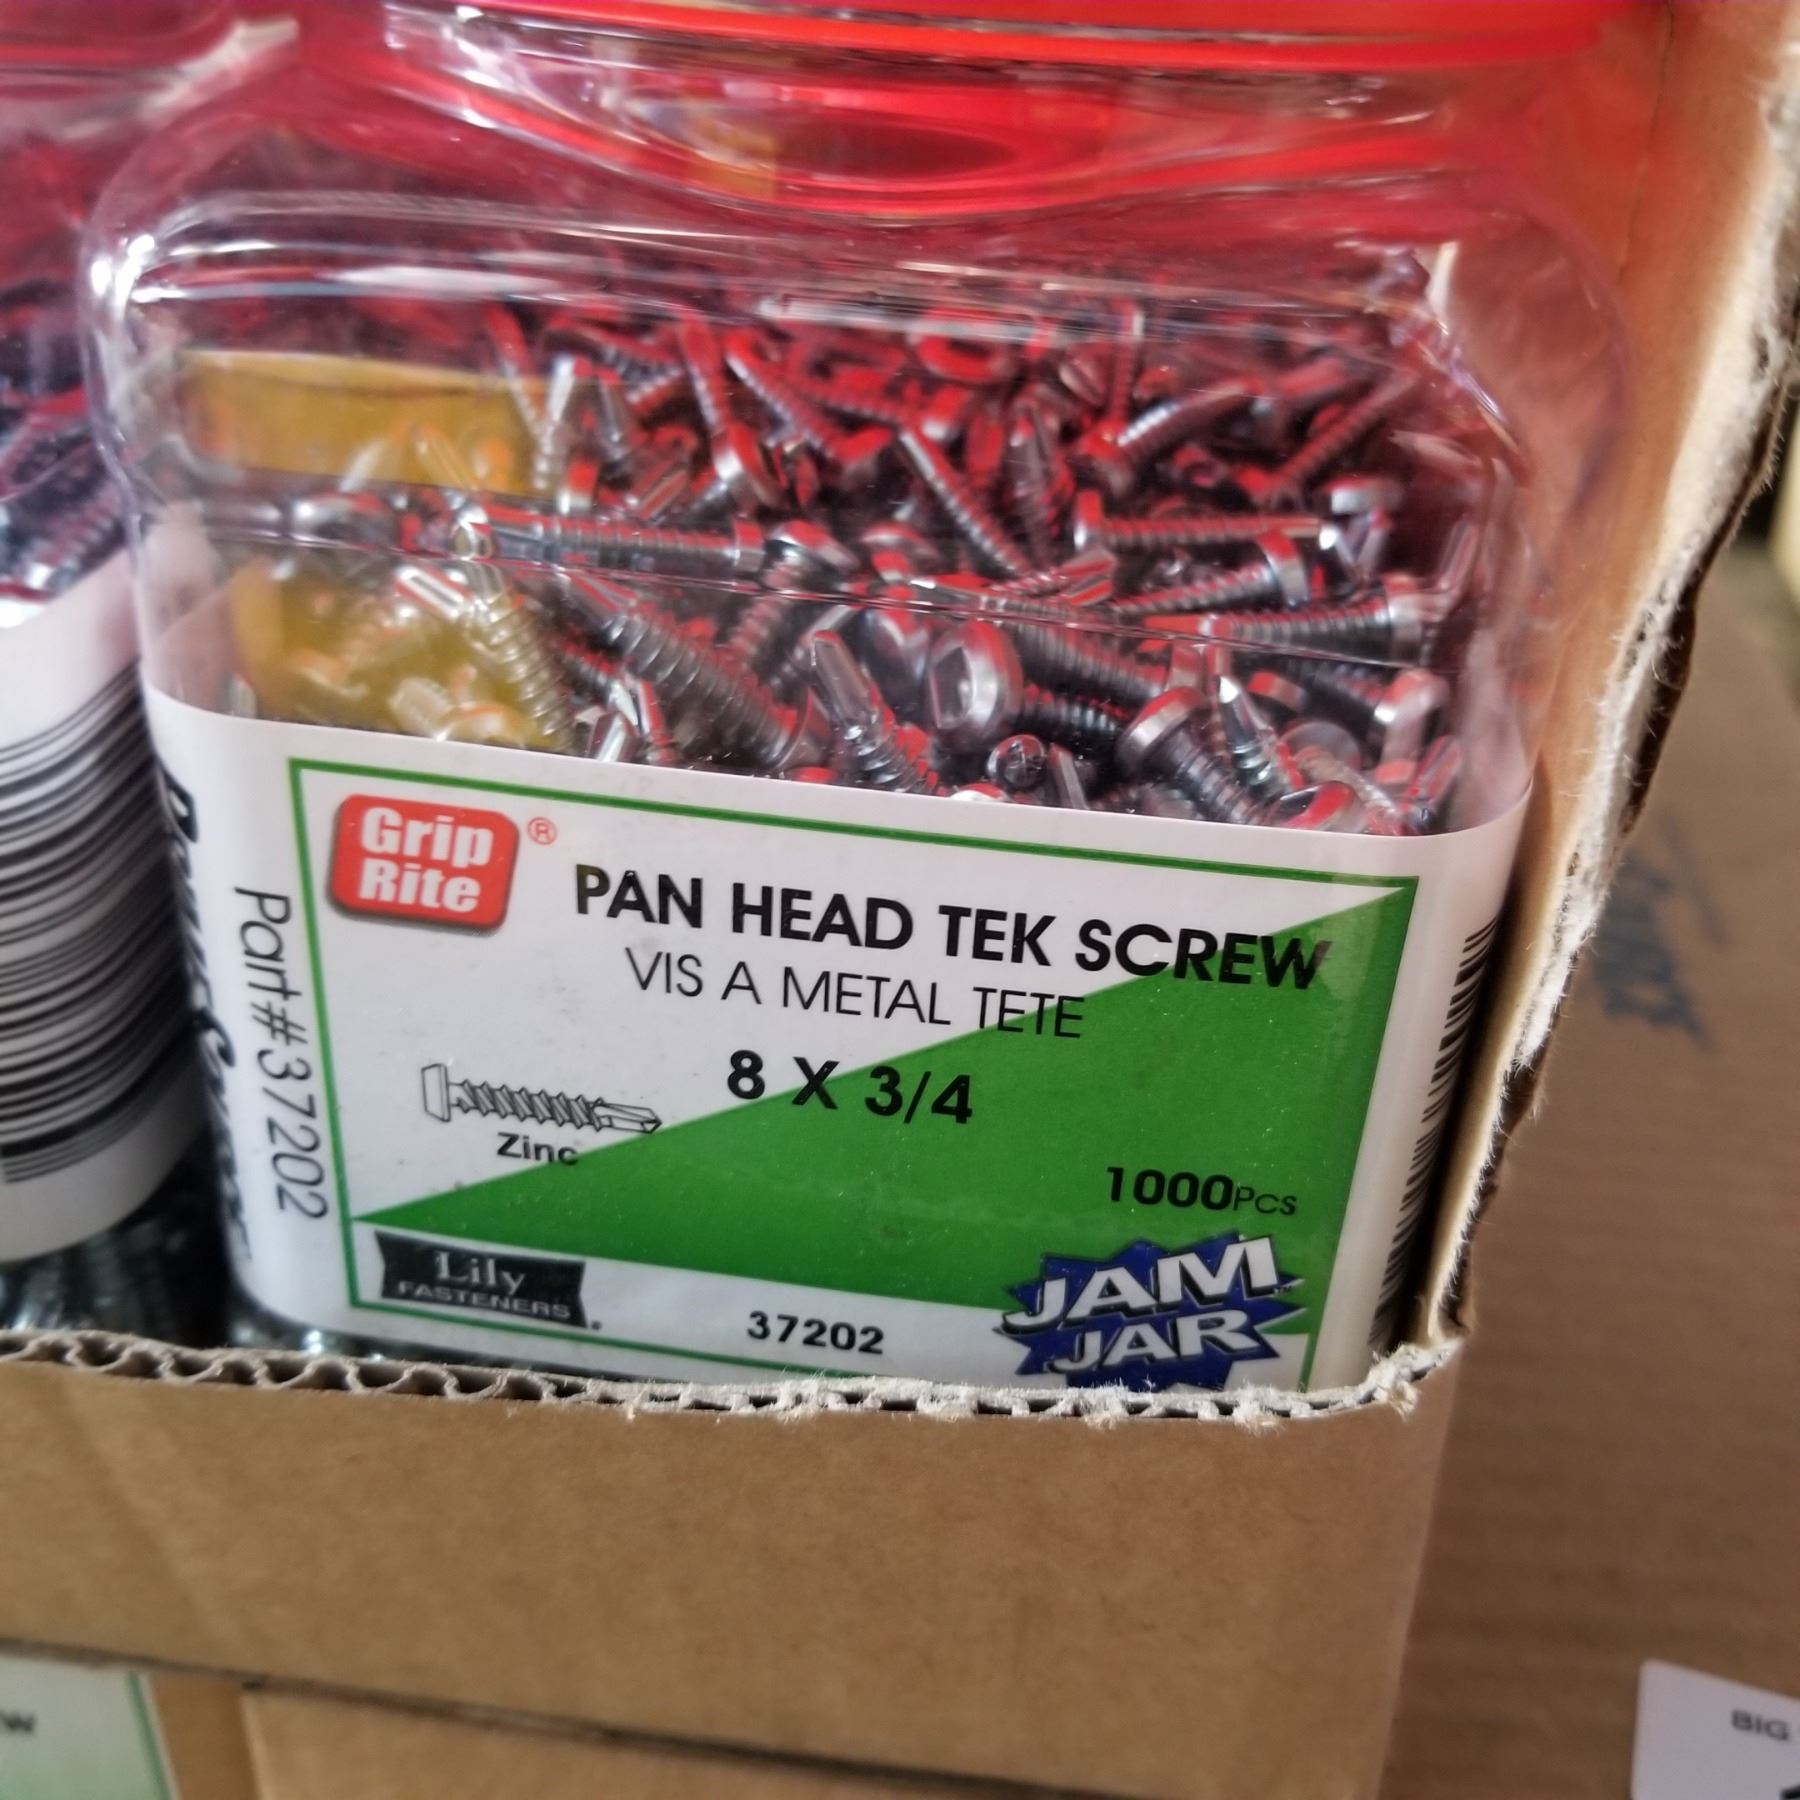 Grip
Rite
®
PAN HEAD TEK SCREW
VIS A METAL TETE
8 X 3/4
Zinc
1000Pcs
Lily
FASTENERS
37202
JAM
JAR
Part#37202
BIG